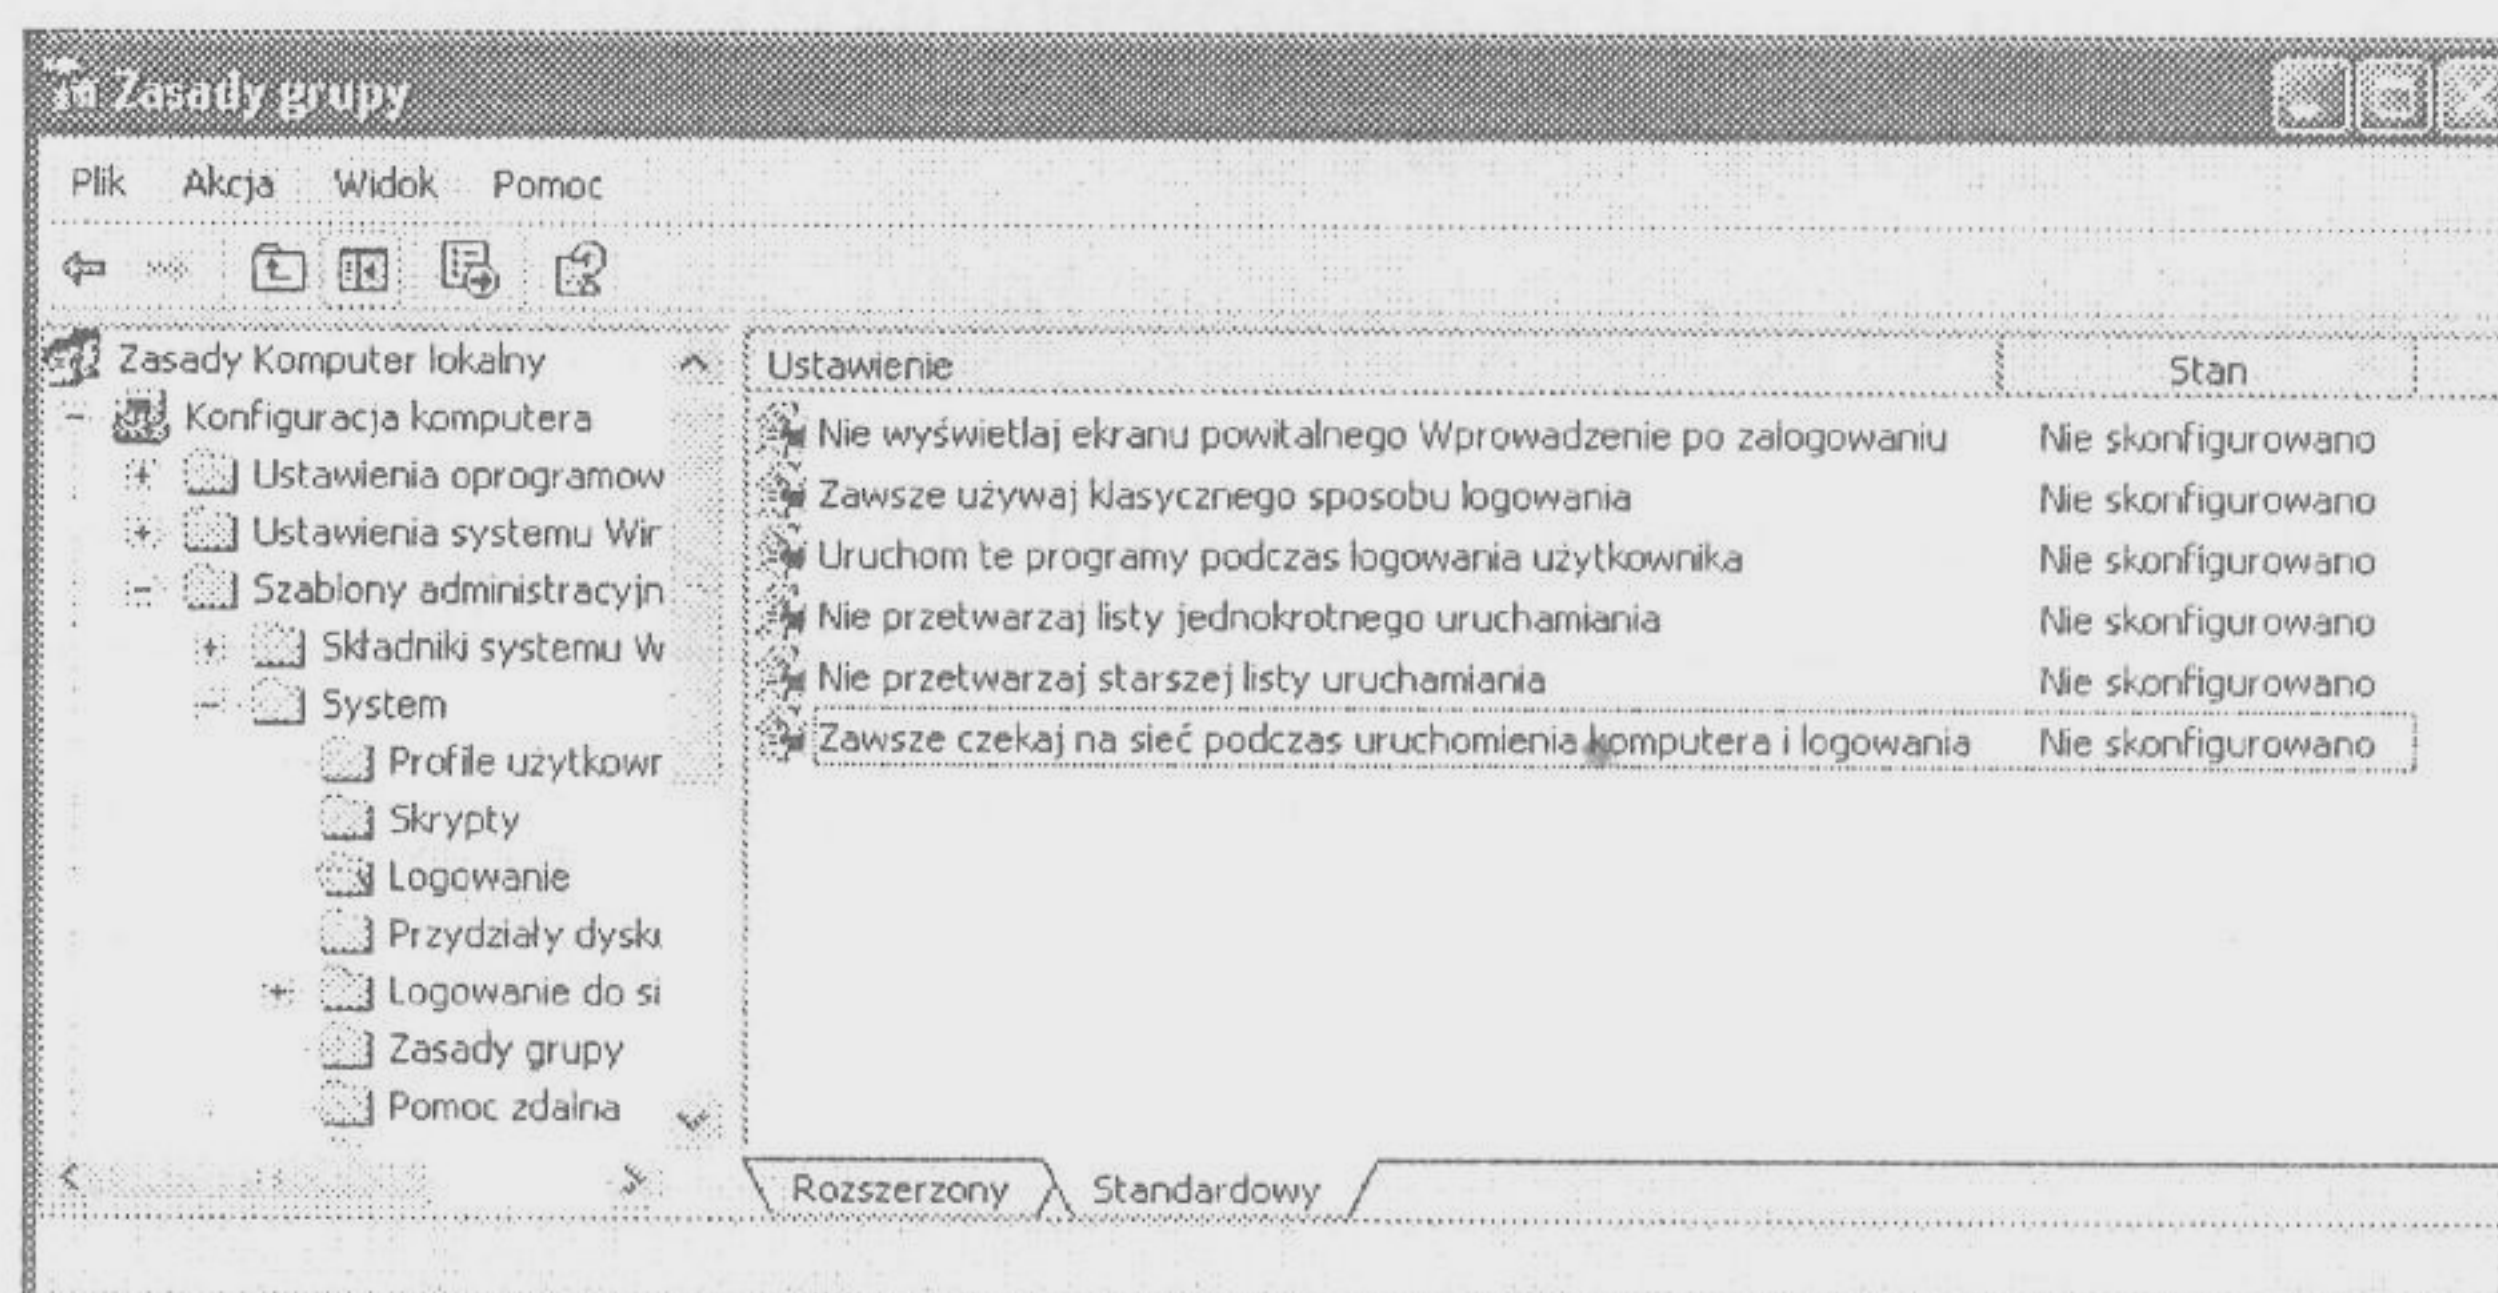 Zasady grupy
Plik Akcja Widok Pomoc
Zasady Komputer lokalny
Konfiguracja komputera
Ustawienia oprogramow
Ustawienia systemu Wir
Szablony administracyjn
Składniki systemu W
System
Profile użytkowr
Skrypty
Logowanie
Przydziały dysku
Logowanie do si
Zasady grupy
Pomoc zdalna
Ustawienie Stan
Nie wyświetlaj ekranu powitalnego Wprowadzenie po zalogowaniu Nie skonfigurowano
Zawsze używaj klasycznego sposobu logowania Nie skonfigurowano
Uruchom te programy podczas logowania użytkownika Nie skonfigurowano
Nie przetwarzaj listy jednokrotnego uruchamiania Nie skonfigurowano
Nie przetwarzaj starszej listy uruchamiania Nie skonfigurowano
Zawsze czekaj na sieć podczas uruchomienia komputera i logowania Nie skonfigurowano
Rozszerzony Standardowy